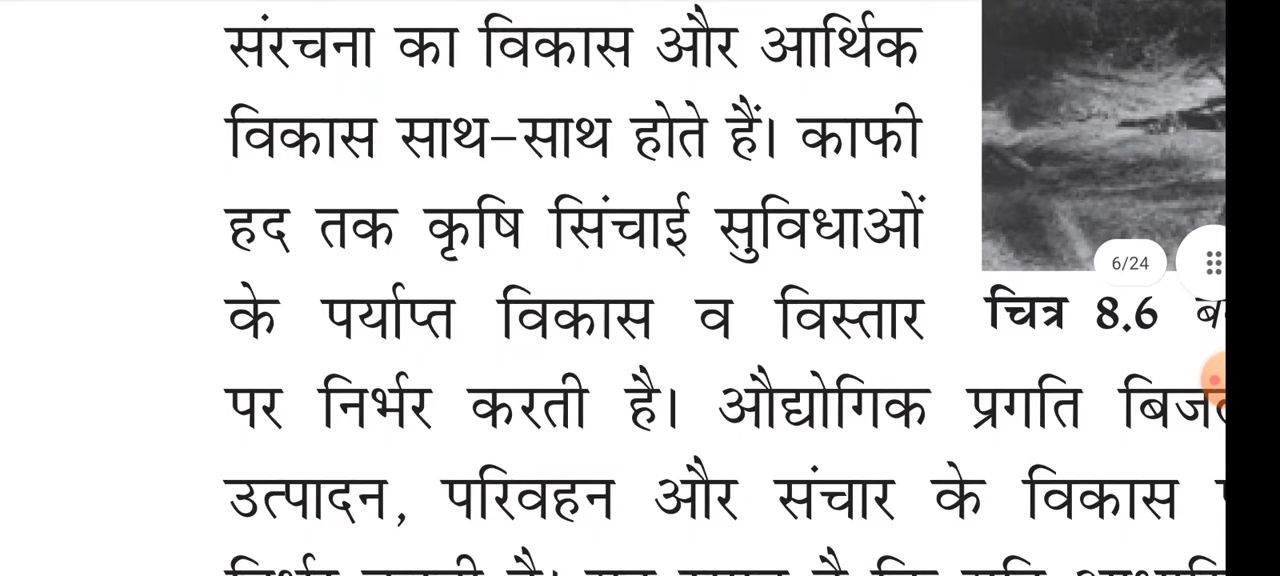 संरचना का विकास और आर्थिक
विकास साथ-साथ होते हैं। काफी
हद तक कृषि सिंचाई सुविधाओं
6/24
के पर्याप्त विकास व विस्तार
चित्र 8.6
पर निर्भर करती है। औद्योगिक प्रगति
उत्पादन, परिवहन और संचार के विकास